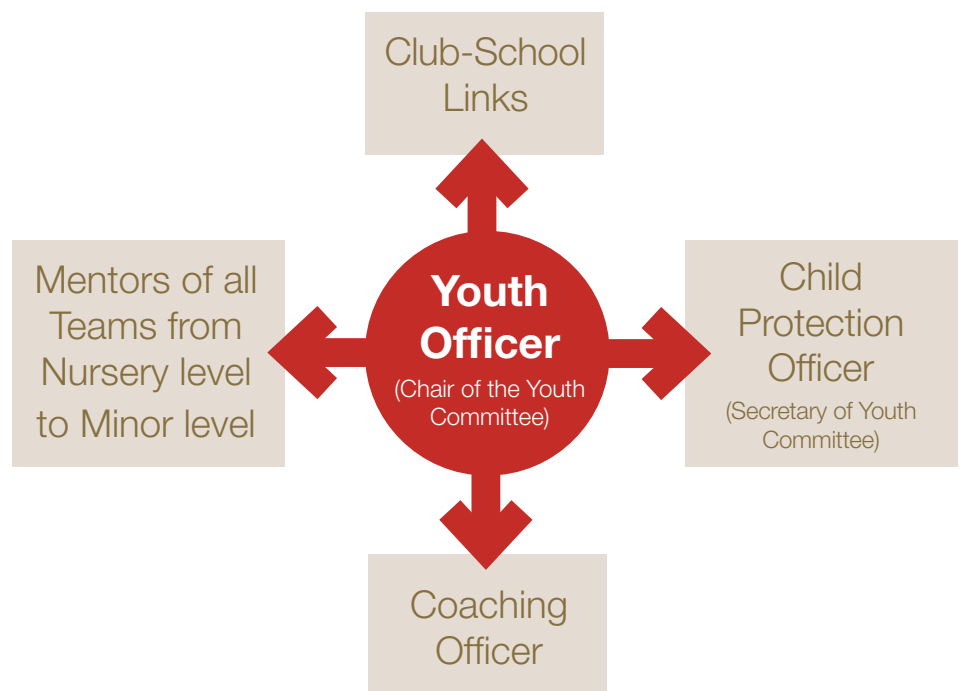 Club-School
Links
Mentors of all
Teams from
Nursery level
to Minor level
Youth
Officer
(Chair of the Youth
Committee)
Child
Protection
Officer
(Secretary of Youth
Committee)
Coaching
Officer